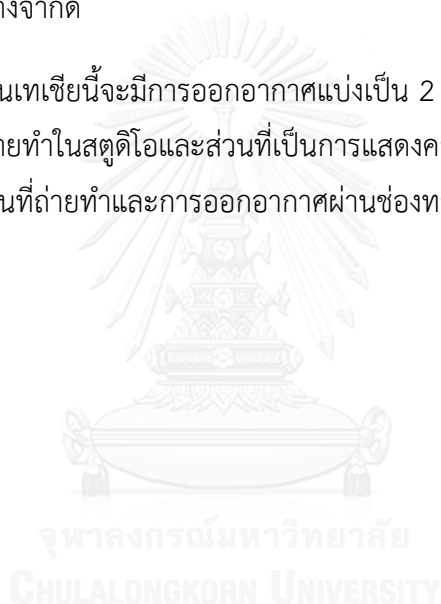 างจำกัด
นเทเชียนี้จะมีการออกอากาศแบ่งเป็น 2
ายทำในสตูดิโอและส่วนที่เป็นการแสดงค
นที่ถ่ายทำและการออกอากาศผ่านช่องท
จุฬาลงกรณ์มหาวิทยาลัย
CHULALONGKORN UNIVERSITY